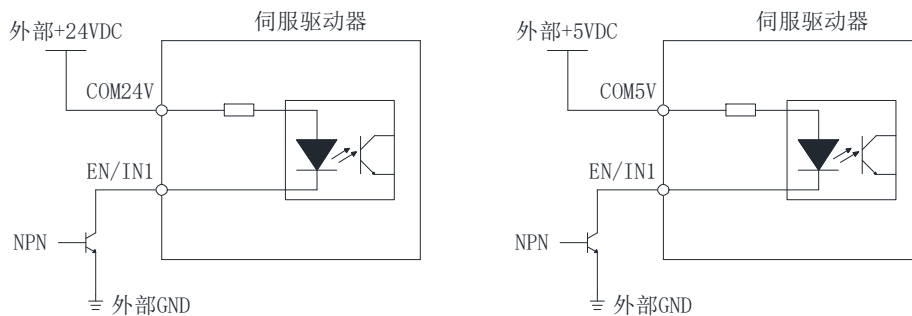 伺服驱动器
外部+24VDC
COM24V
EN/IN1
NPN
外部GND
伺服驱动器
外部+5VDC
COM5V
EN/IN1
NPN
外部GND